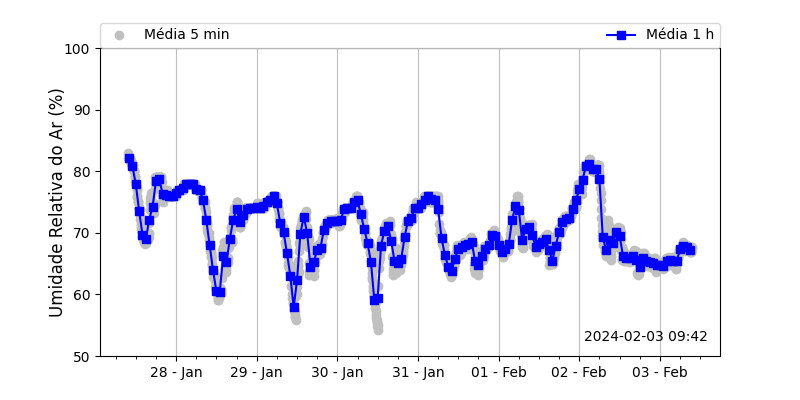 Média 5 min
Média 1 h
Umidade Relativa do Ar (%)
100
90
80
70
60
50
2024-02-03 09:42
28 - Jan
29 - Jan
30 - Jan
31 - Jan
01 - Feb
02 - Feb
03 - Feb